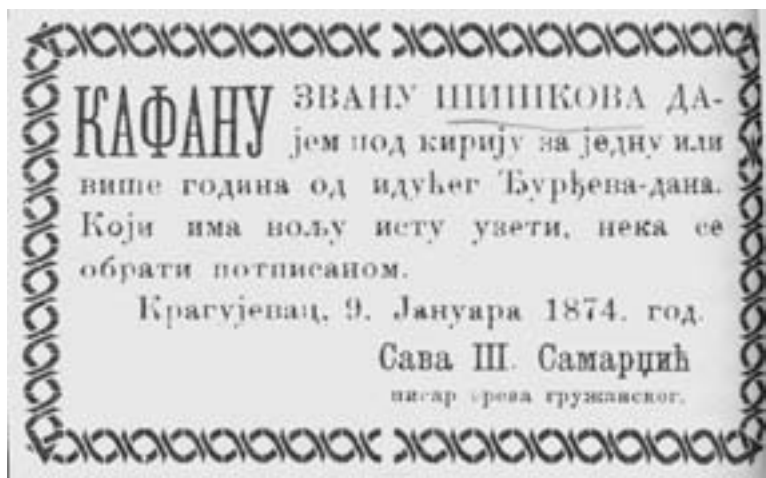 КАФАНУ ЗВАНУ ШИШКОВА ДА-
јем под кирију за једну или
више година од идућег Ђурђева-дана.
Који има вољу исту узети, нека се
обрати потписаном.
Крагујевац, 9. Јануара 1874. год.
Сава Ш. Самарџић
писар среза гружанског.